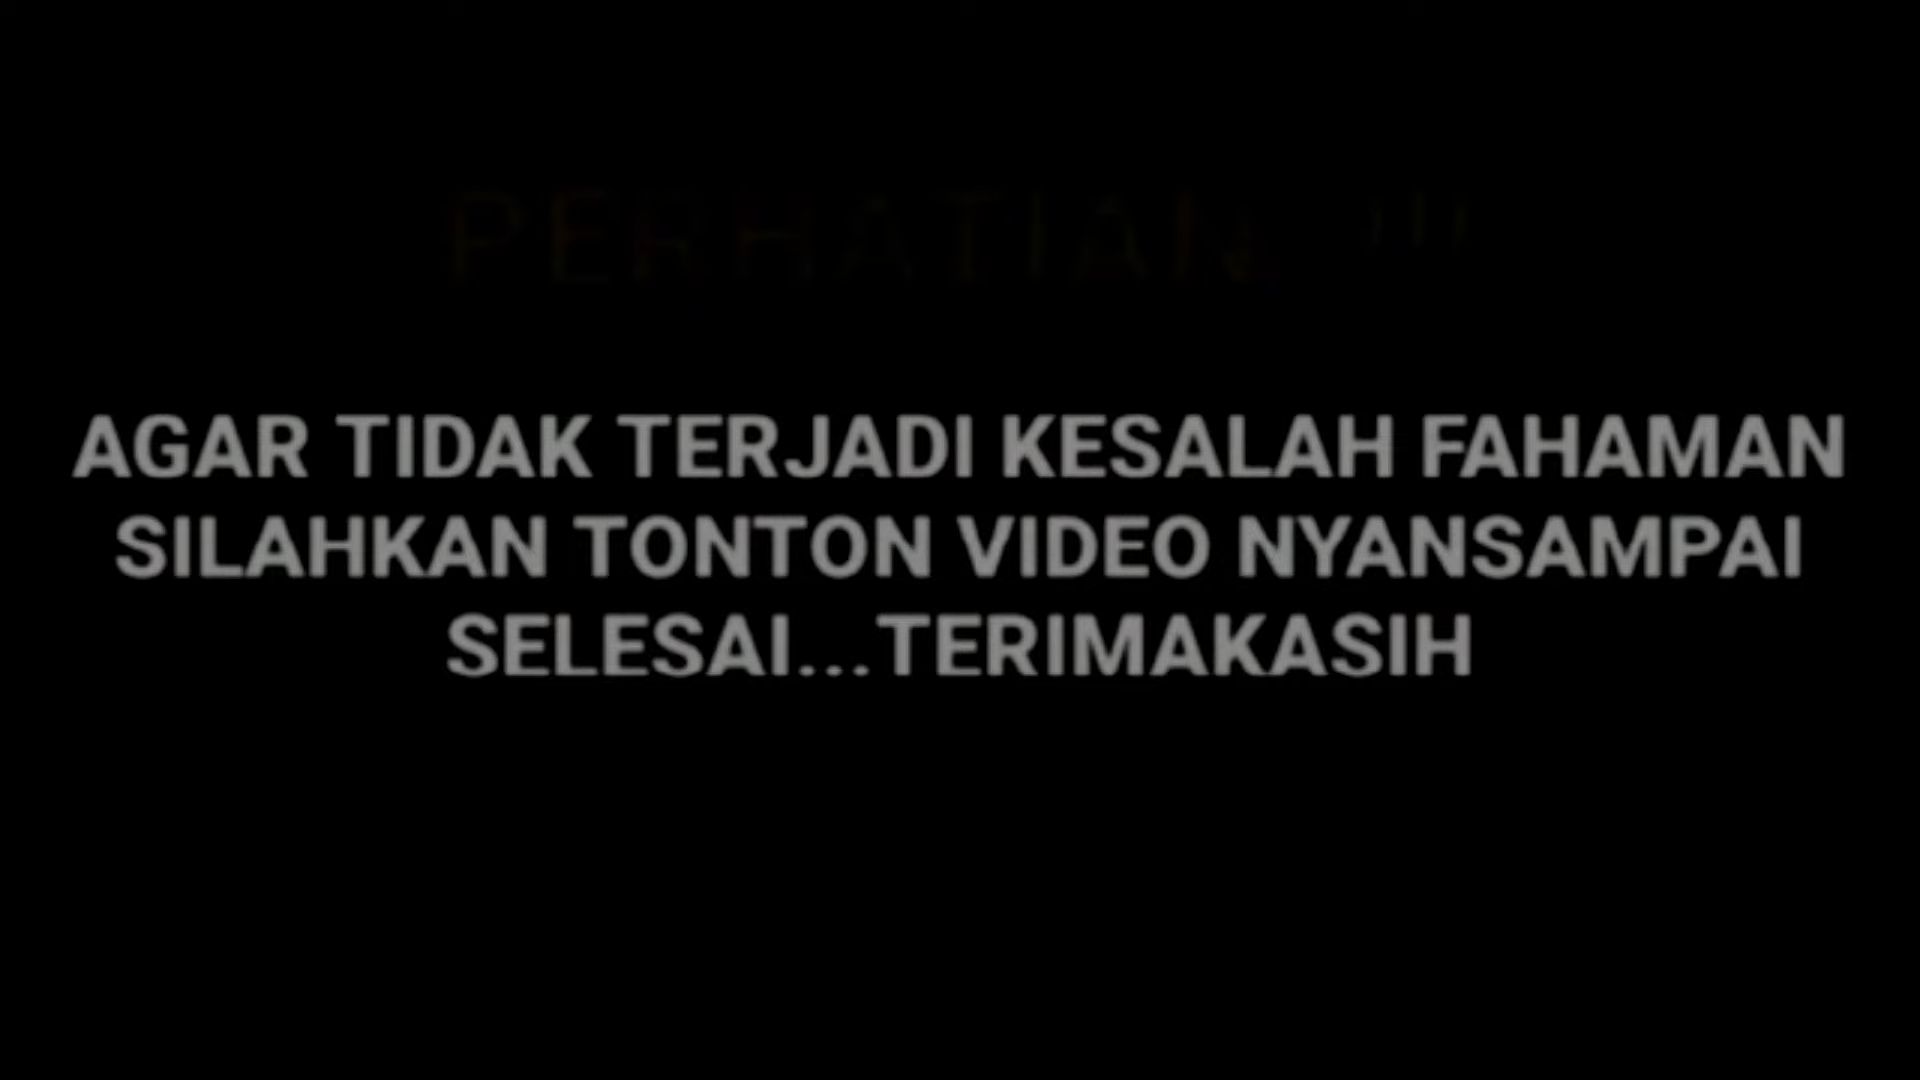 PERHATIAN !!!
AGAR TIDAK TERJADI KESALAH FAHAMAN
SILAHKAN TONTON VIDEO NYANSAMPAI
SELESAI...TERIMAKASIH